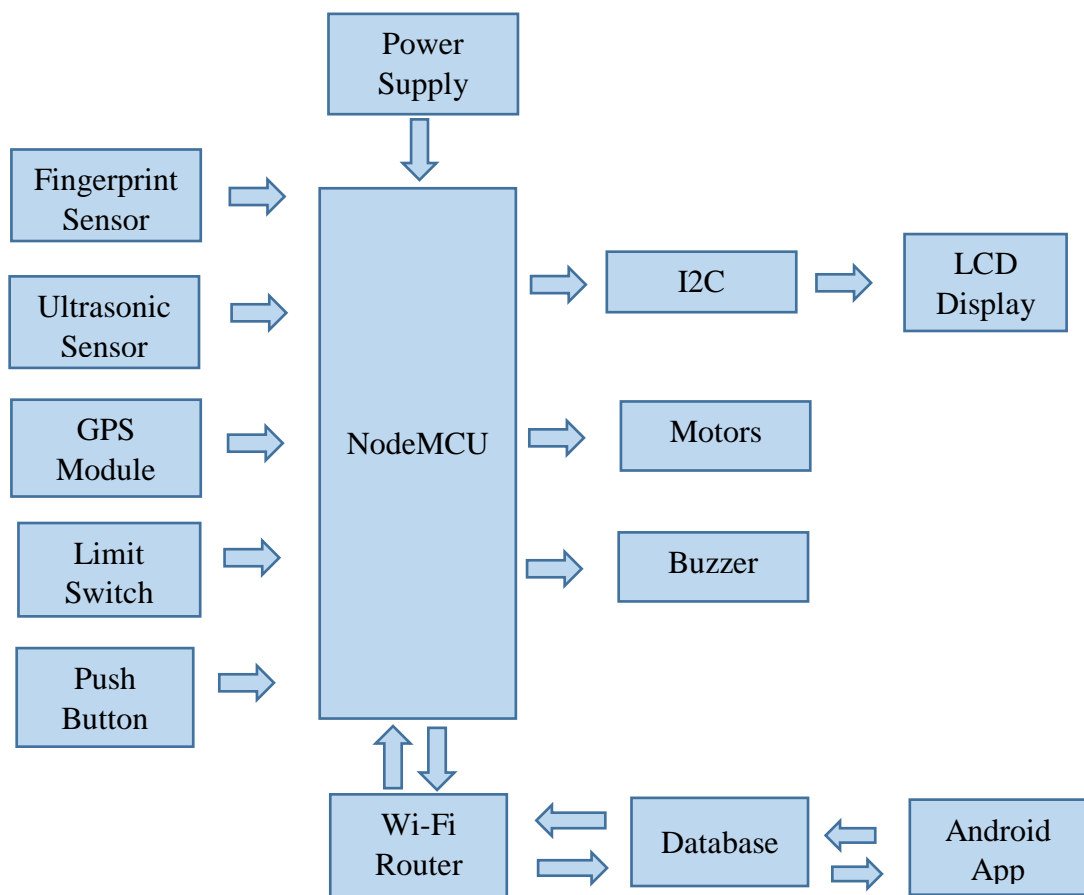 Power
Supply
Fingerprint
Sensor
Ultrasonic
Sensor
GPS
Module
Limit
Switch
Push
Button
NodeMCU
I2C
LCD
Display
Motors
Buzzer
Wi-Fi
Router
Database
Android
App